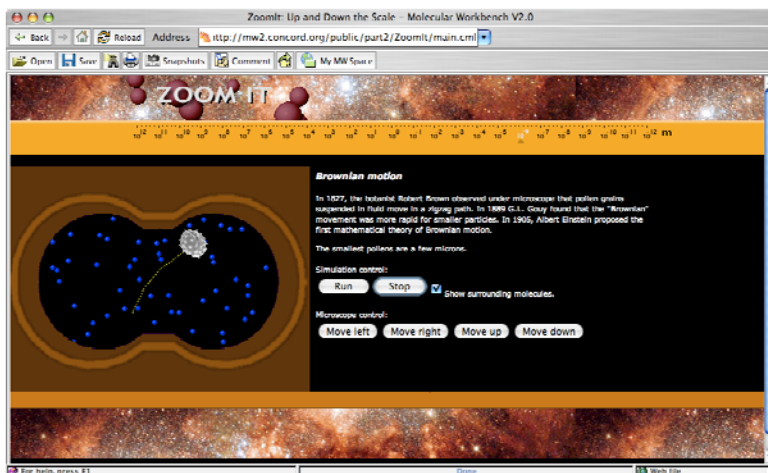 ZoomIt: Up and Down the Scale – Molecular Workbench V2.0
Back Reload Address http://mw2.concord.org/public/part2/ZoomIt/main.cml
Open Save Snapshots Comment My MW Space
ZOOM·IT
m
Brownian motion
In 1827, the botanist Robert Brown observed under microscope that pollen grains
suspended in fluid move in a zigzag path. In 1889 G.L. Gouy found that the "Brownian"
movement was more rapid for smaller particles. In 1905, Albert Einstein proposed the
first mathematical theory of Brownian motion.
The smallest pollens are a few microns.
Simulation control:
Run Stop Show surrounding molecules.
Microscope control:
Move left Move right Move up Move down
For help, press F1 Done Web file